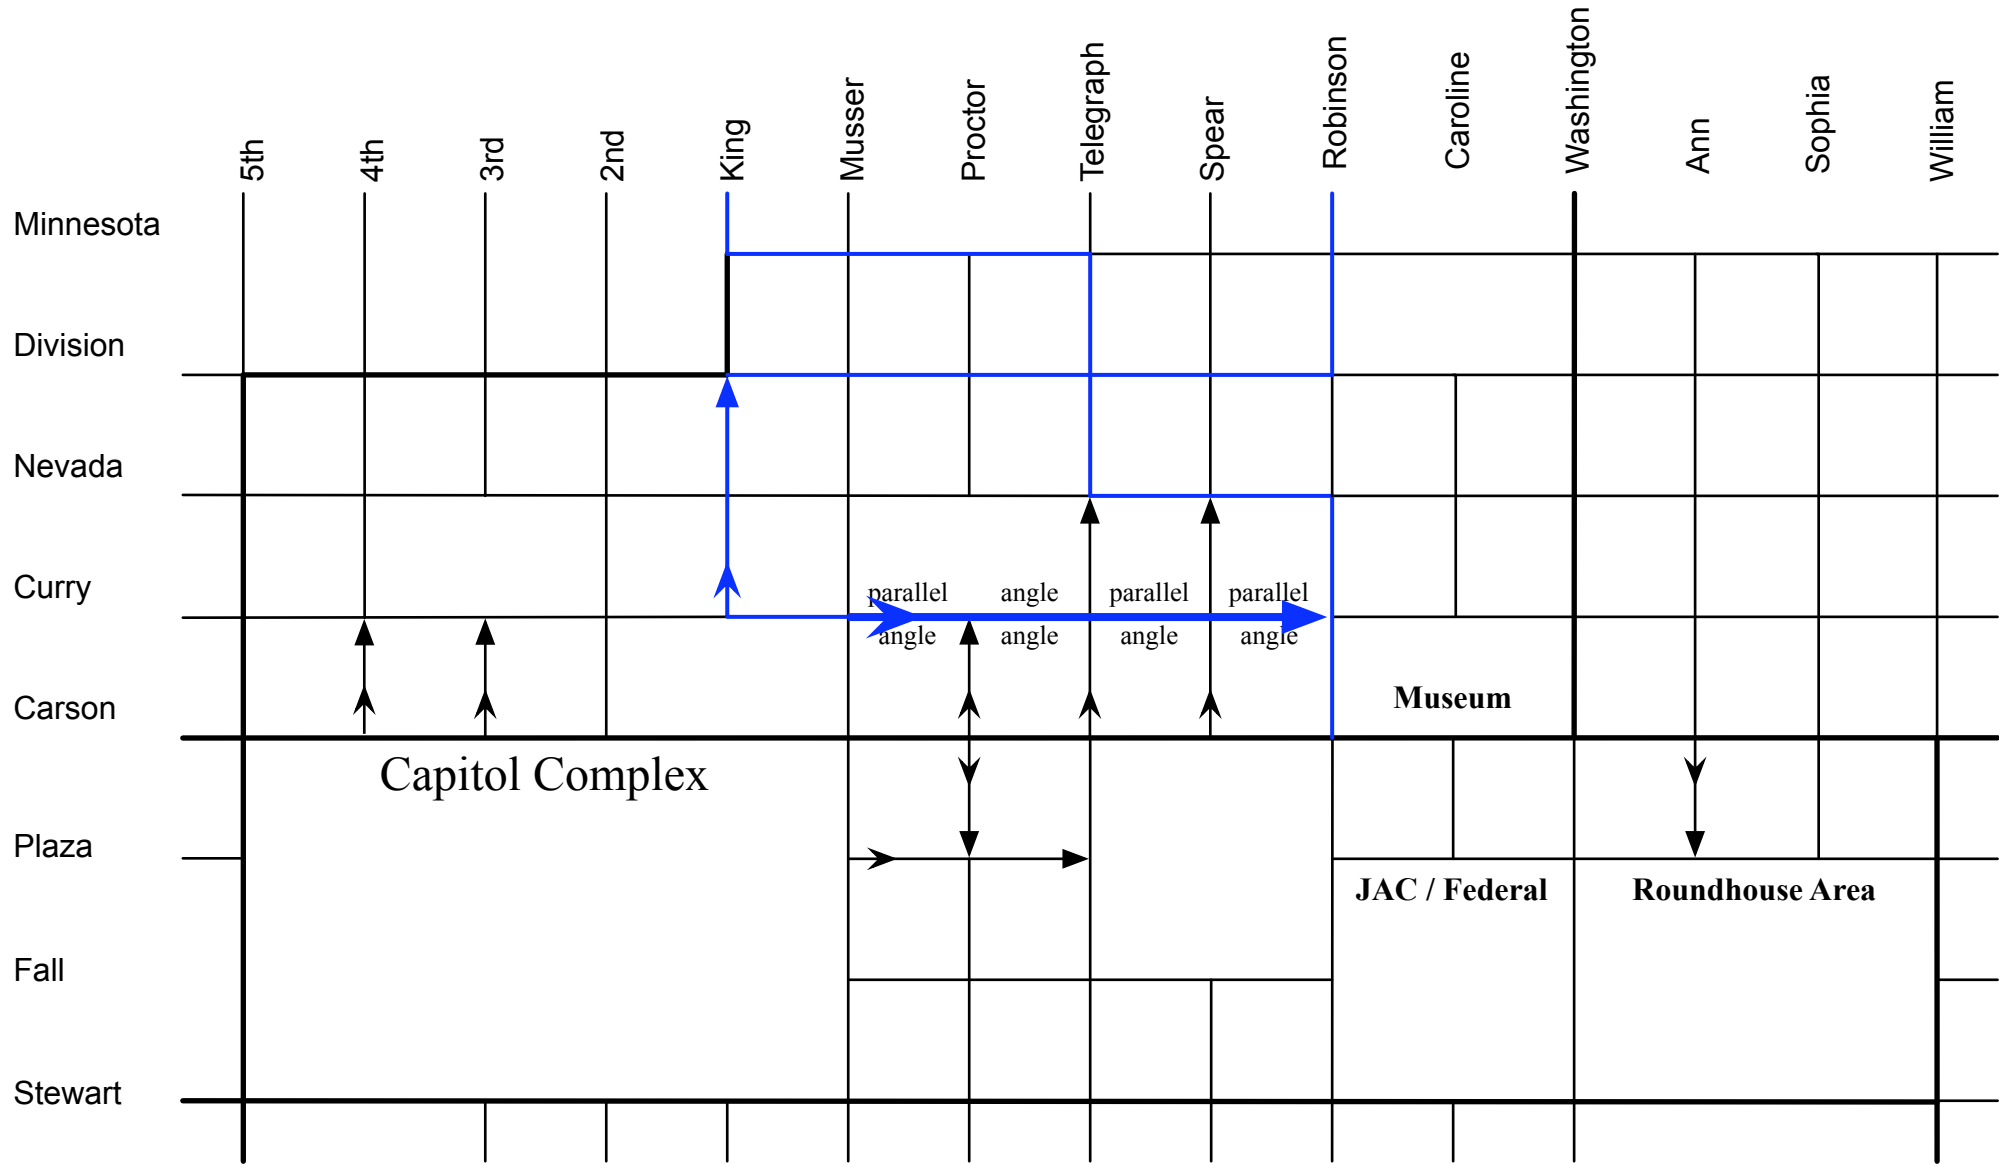 5th
4th
3rd
2nd
King
Musser
Proctor
Telegraph
Spear
Robinson
Caroline
Washington
Ann
Sophia
William
Minnesota
Division
Nevada
Curry
parallel angle parallel parallel
angle angle angle angle
Carson
Museum
Capitol Complex
Plaza
JAC / Federal Roundhouse Area
Fall
Stewart